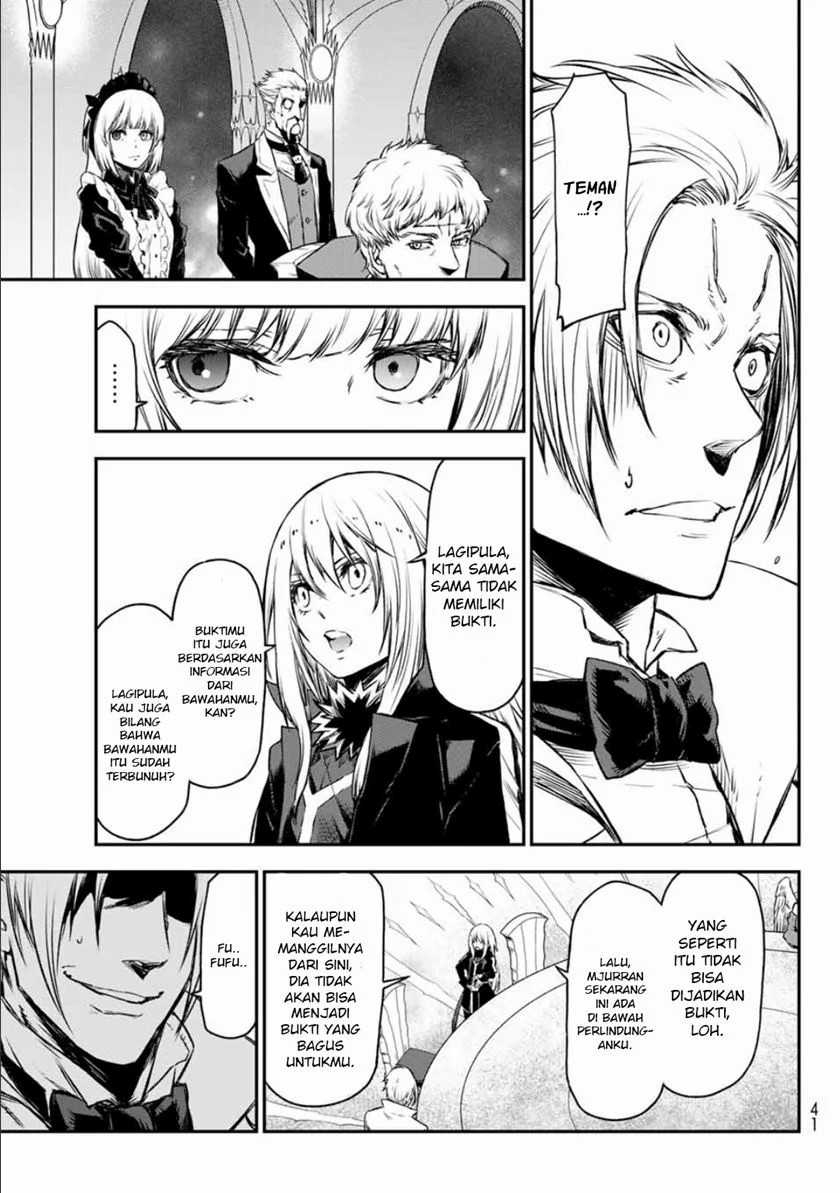 TEMAN
...!?
......
LAGIPULA,
KITA SAMA-
SAMA TIDAK
MEMILIKI
BUKTI.
BUKTIMU
ITU JUGA
BERDASARKAN
INFORMASI
DARI
BAWAHANMU,
KAN?
LAGIPULA,
KAU JUGA
BILANG
BAHWA
BAWAHANMU
ITU SUDAH
TERBUNUH?
YANG
SEPERTI
ITU TIDAK
BISA
DIJADIKAN
BUKTI,
LOH.
LALU,
MJURRAN
SEKARANG
INI ADA
DI BAWAH
PERLINDUNG-
ANKU.
KALAUPUN
KAU ME-
MANGGILNYA
DARI SINI,
DIA TIDAK
AKAN BISA
MENJADI
BUKTI YANG
BAGUS
UNTUKMU.
FU..
FUFU..
41